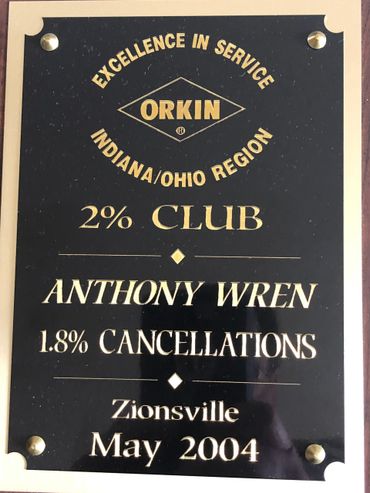 EXCELLENCE IN SERVICE
ORKIN
®
INDIANA/OHIO REGION
2% CLUB
ANTHONY WREN
1.8% CANCELLATIONS
Zionsville
May 2004